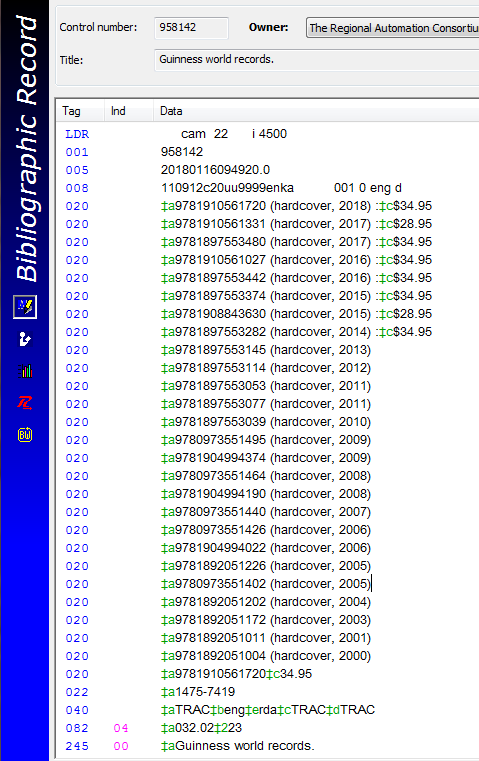 Bibliographic Record
Control number: 958142 Owner: The Regional Automation Consortiu
Title: Guinness world records.
Tag Ind Data
LDR cam 22 i 4500
001 958142
005 20180116094920.0
008 110912c20uu9999enka 001 0 eng d
020 ‡a9781910561720 (hardcover, 2018) :‡c$34.95
020 ‡a9781910561331 (hardcover, 2017) :‡c$28.95
020 ‡a9781897553480 (hardcover, 2017) :‡c$34.95
020 ‡a9781910561027 (hardcover, 2016) :‡c$34.95
020 ‡a9781897553442 (hardcover, 2016) :‡c$34.95
020 ‡a9781897553374 (hardcover, 2015) :‡c$34.95
020 ‡a9781908843630 (hardcover, 2015) :‡c$28.95
020 ‡a9781897553282 (hardcover, 2014) :‡c$34.95
020 ‡a9781897553145 (hardcover, 2013)
020 ‡a9781897553114 (hardcover, 2012)
020 ‡a9781897553053 (hardcover, 2011)
020 ‡a9781897553077 (hardcover, 2011)
020 ‡a9781897553039 (hardcover, 2010)
020 ‡a9780973551495 (hardcover, 2009)
020 ‡a9781904994374 (hardcover, 2009)
020 ‡a9780973551464 (hardcover, 2008)
020 ‡a9781904994190 (hardcover, 2008)
020 ‡a9780973551440 (hardcover, 2007)
020 ‡a9780973551426 (hardcover, 2006)
020 ‡a9781904994022 (hardcover, 2006)
020 ‡a9781892051226 (hardcover, 2005)
020 ‡a9780973551402 (hardcover, 2005)
020 ‡a9781892051202 (hardcover, 2004)
020 ‡a9781892051172 (hardcover, 2003)
020 ‡a9781892051011 (hardcover, 2001)
020 ‡a9781892051004 (hardcover, 2000)
020 ‡a9781910561720‡c34.95
022 ‡a1475-7419
040 ‡aTRAC‡beng‡erda‡cTRAC‡dTRAC
082 04 ‡a032.02‡223
245 00 ‡aGuinness world records.
BW